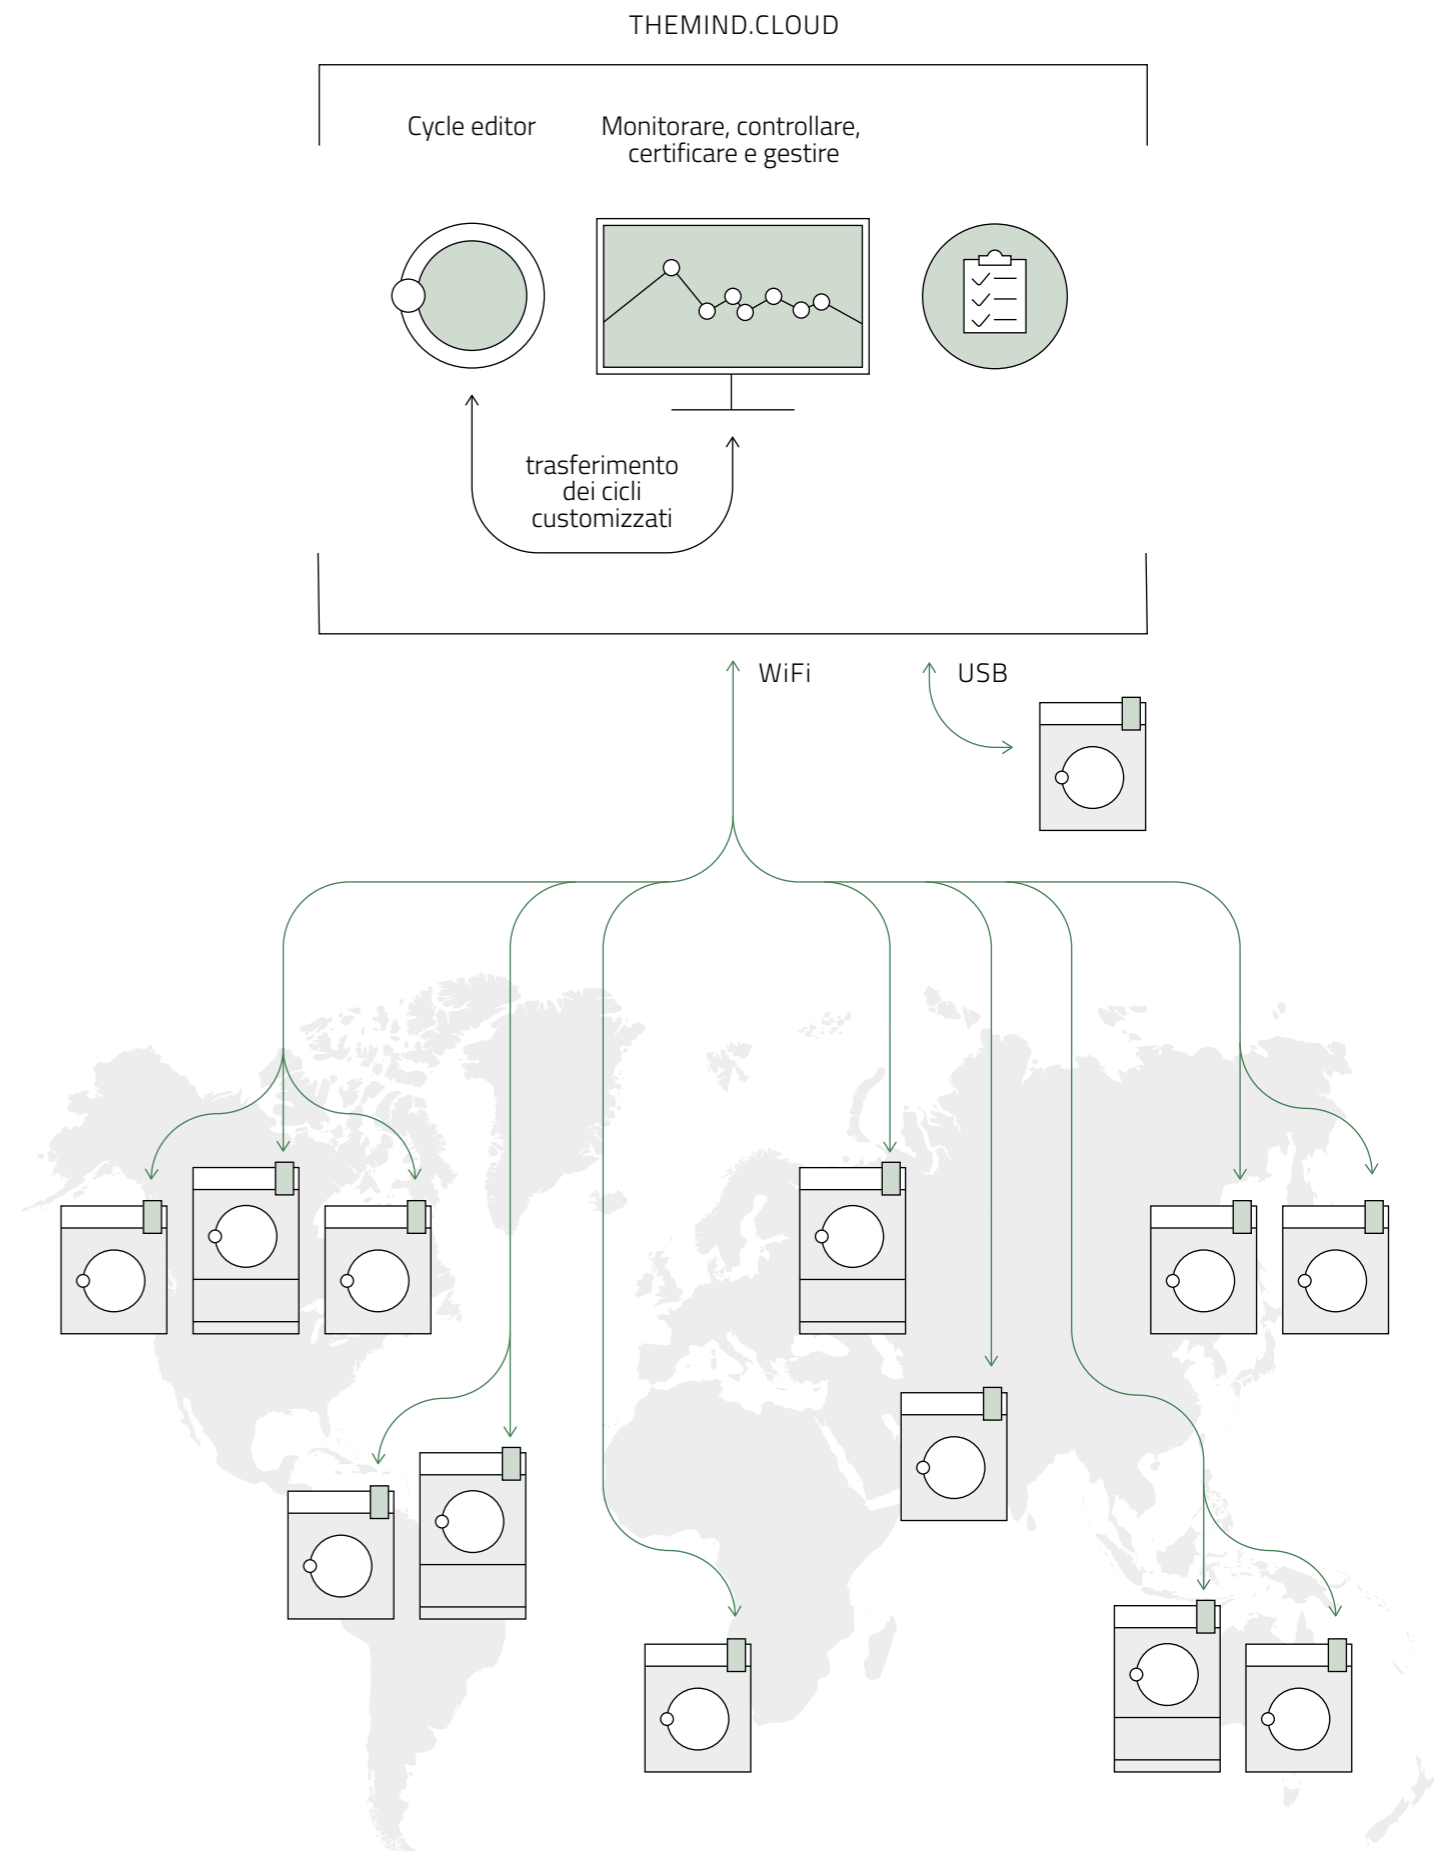 THEMIND.CLOUD
Cycle editor
Monitorare, controllare,
certificare e gestire
trasferimento
dei cicli
customizzati
WiFi
USB